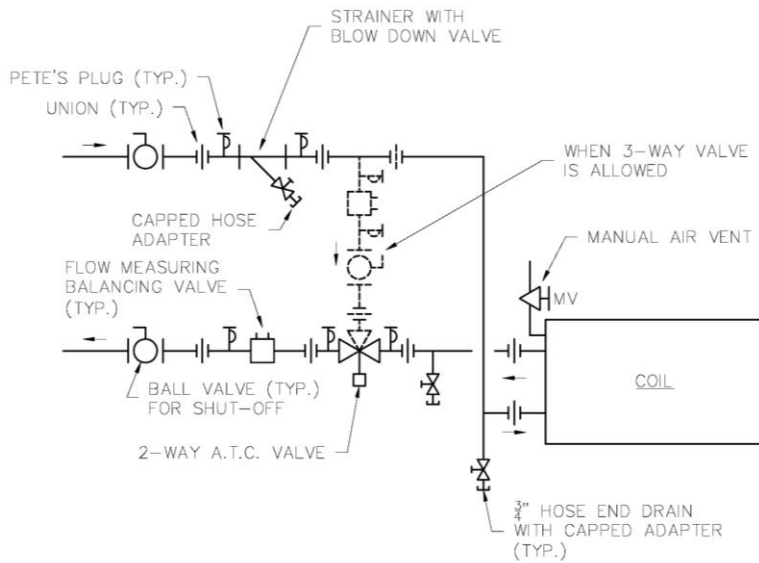 STRAINER WITH
BLOW DOWN VALVE
PETE'S PLUG (TYP.)
UNION (TYP.)
WHEN 3-WAY VALVE
IS ALLOWED
CAPPED HOSE
ADAPTER
MANUAL AIR VENT
FLOW MEASURING
BALANCING VALVE
(TYP.)
MV
COIL
BALL VALVE (TYP.)
FOR SHUT-OFF
2-WAY A.T.C. VALVE
3/4" HOSE END DRAIN
WITH CAPPED ADAPTER
(TYP.)